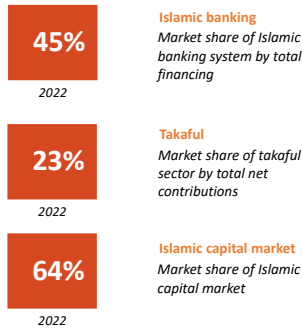 45%
2022
Islamic banking
Market share of Islamic
banking system by total
financing
23%
2022
Takaful
Market share of takaful
sector by total net
contributions
64%
2022
Islamic capital market
Market share of Islamic
capital market